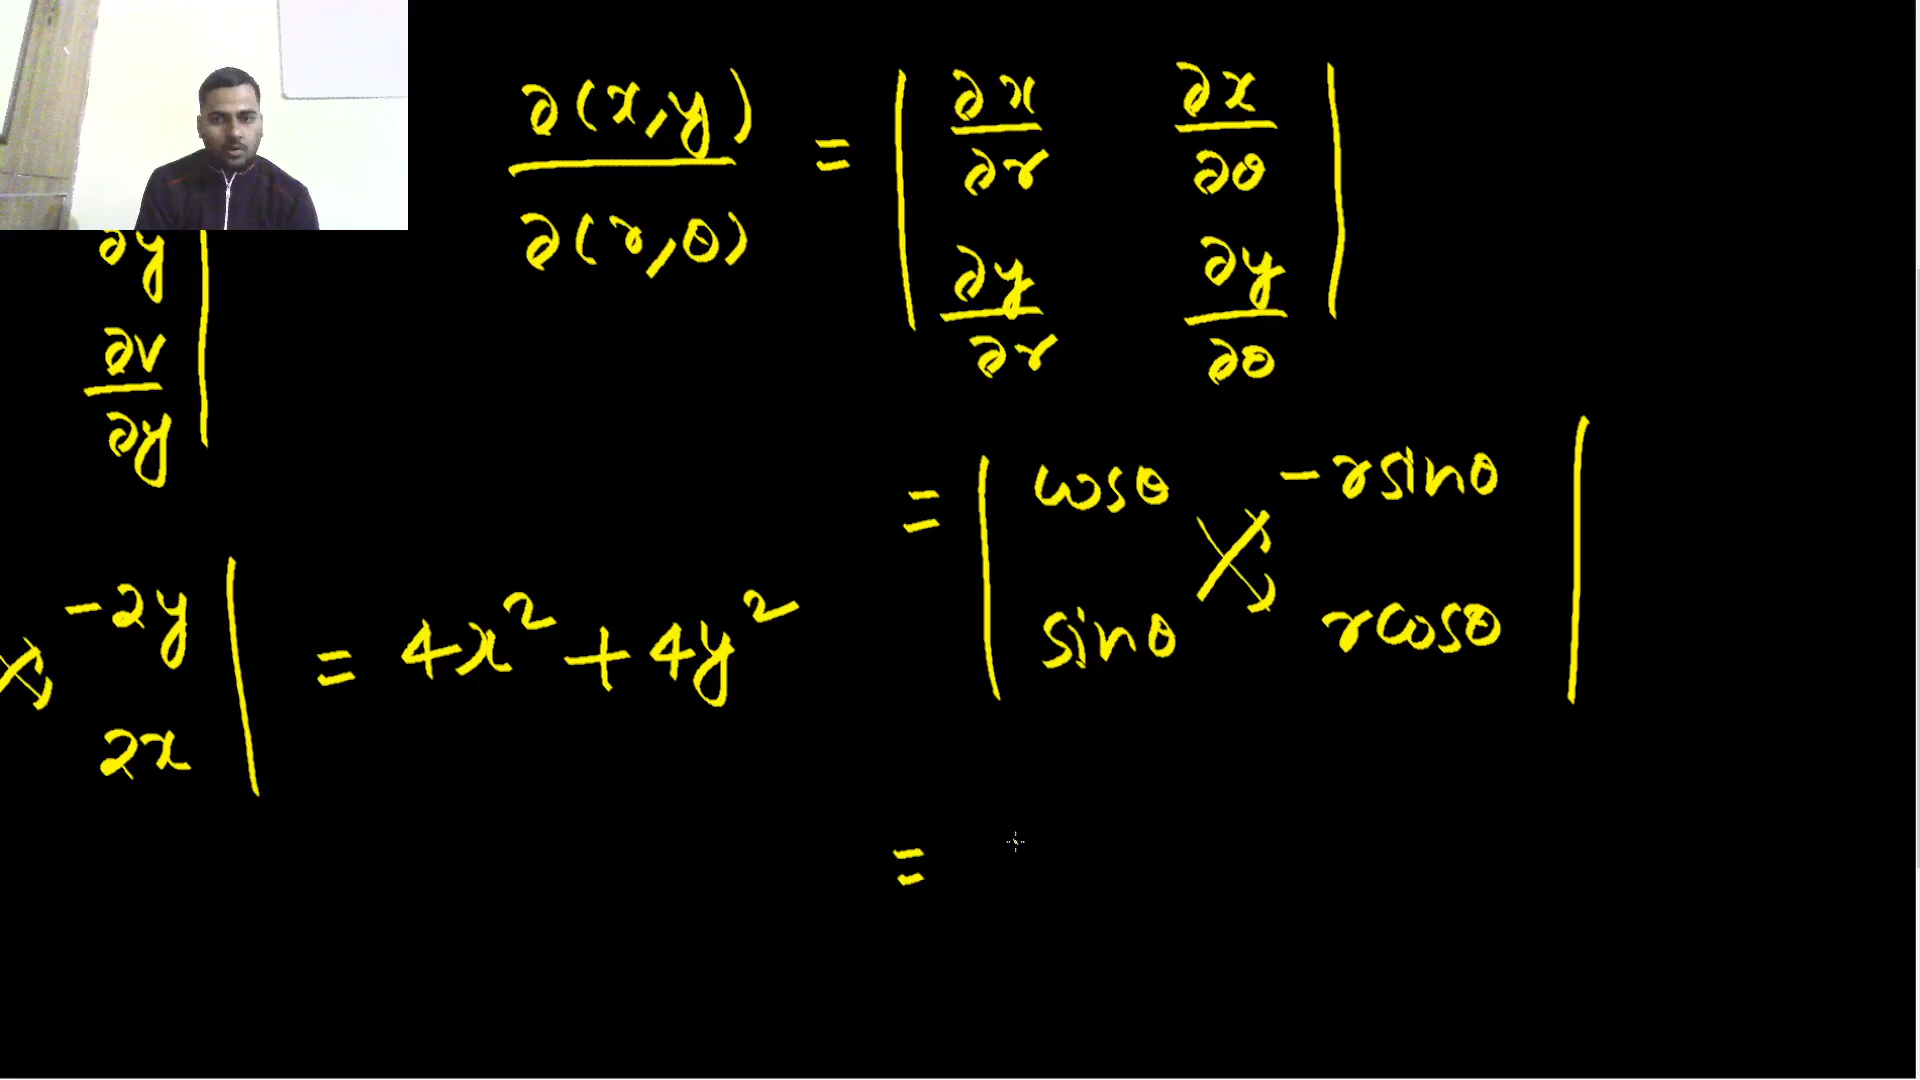 ∂y
∂v
∂y
-2y
2x
= 4x² + 4y²
∂(x,y)
∂(r,θ)
=
∂x ∂x
∂r ∂θ
∂y ∂y
∂r ∂θ
= | cosθ -rsinθ |
sinθ rcosθ
=